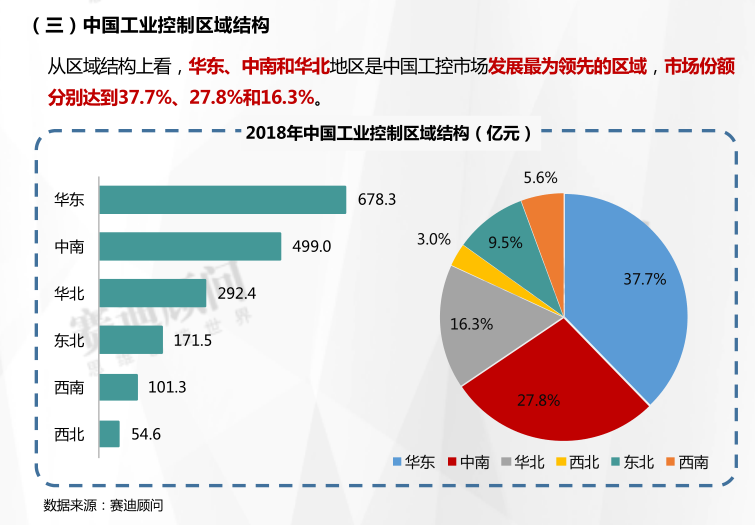 （三）中国工业控制区域结构
从区域结构上看，华东、中南和华北地区是中国工控市场发展最为领先的区域，市场份额
分别达到37.7%、27.8%和16.3%。
2018年中国工业控制区域结构（亿元）
华东 678.3
中南 499.0
华北 292.4
东北 171.5
西南 101.3
西北 54.6
5.6%
3.0%
9.5%
37.7%
16.3%
27.8%
华东 中南 华北 西北 东北 西南
赛迪顾问
数据来源：赛迪顾问